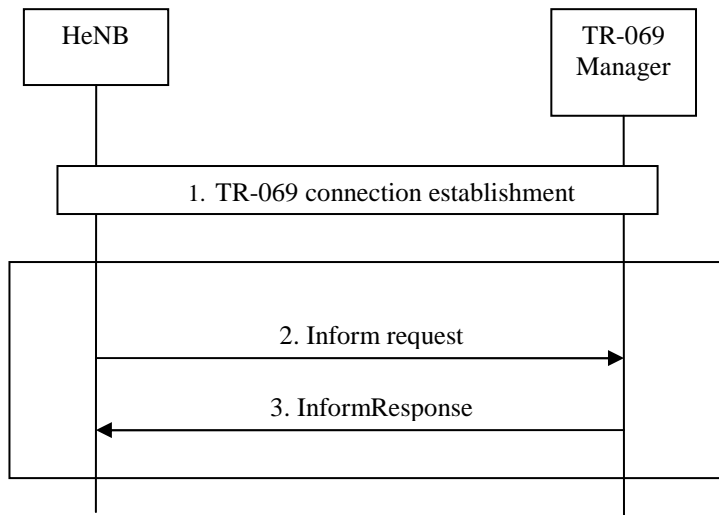 HeNB
TR-069
Manager
1. TR-069 connection establishment
2. Inform request
3. InformResponse